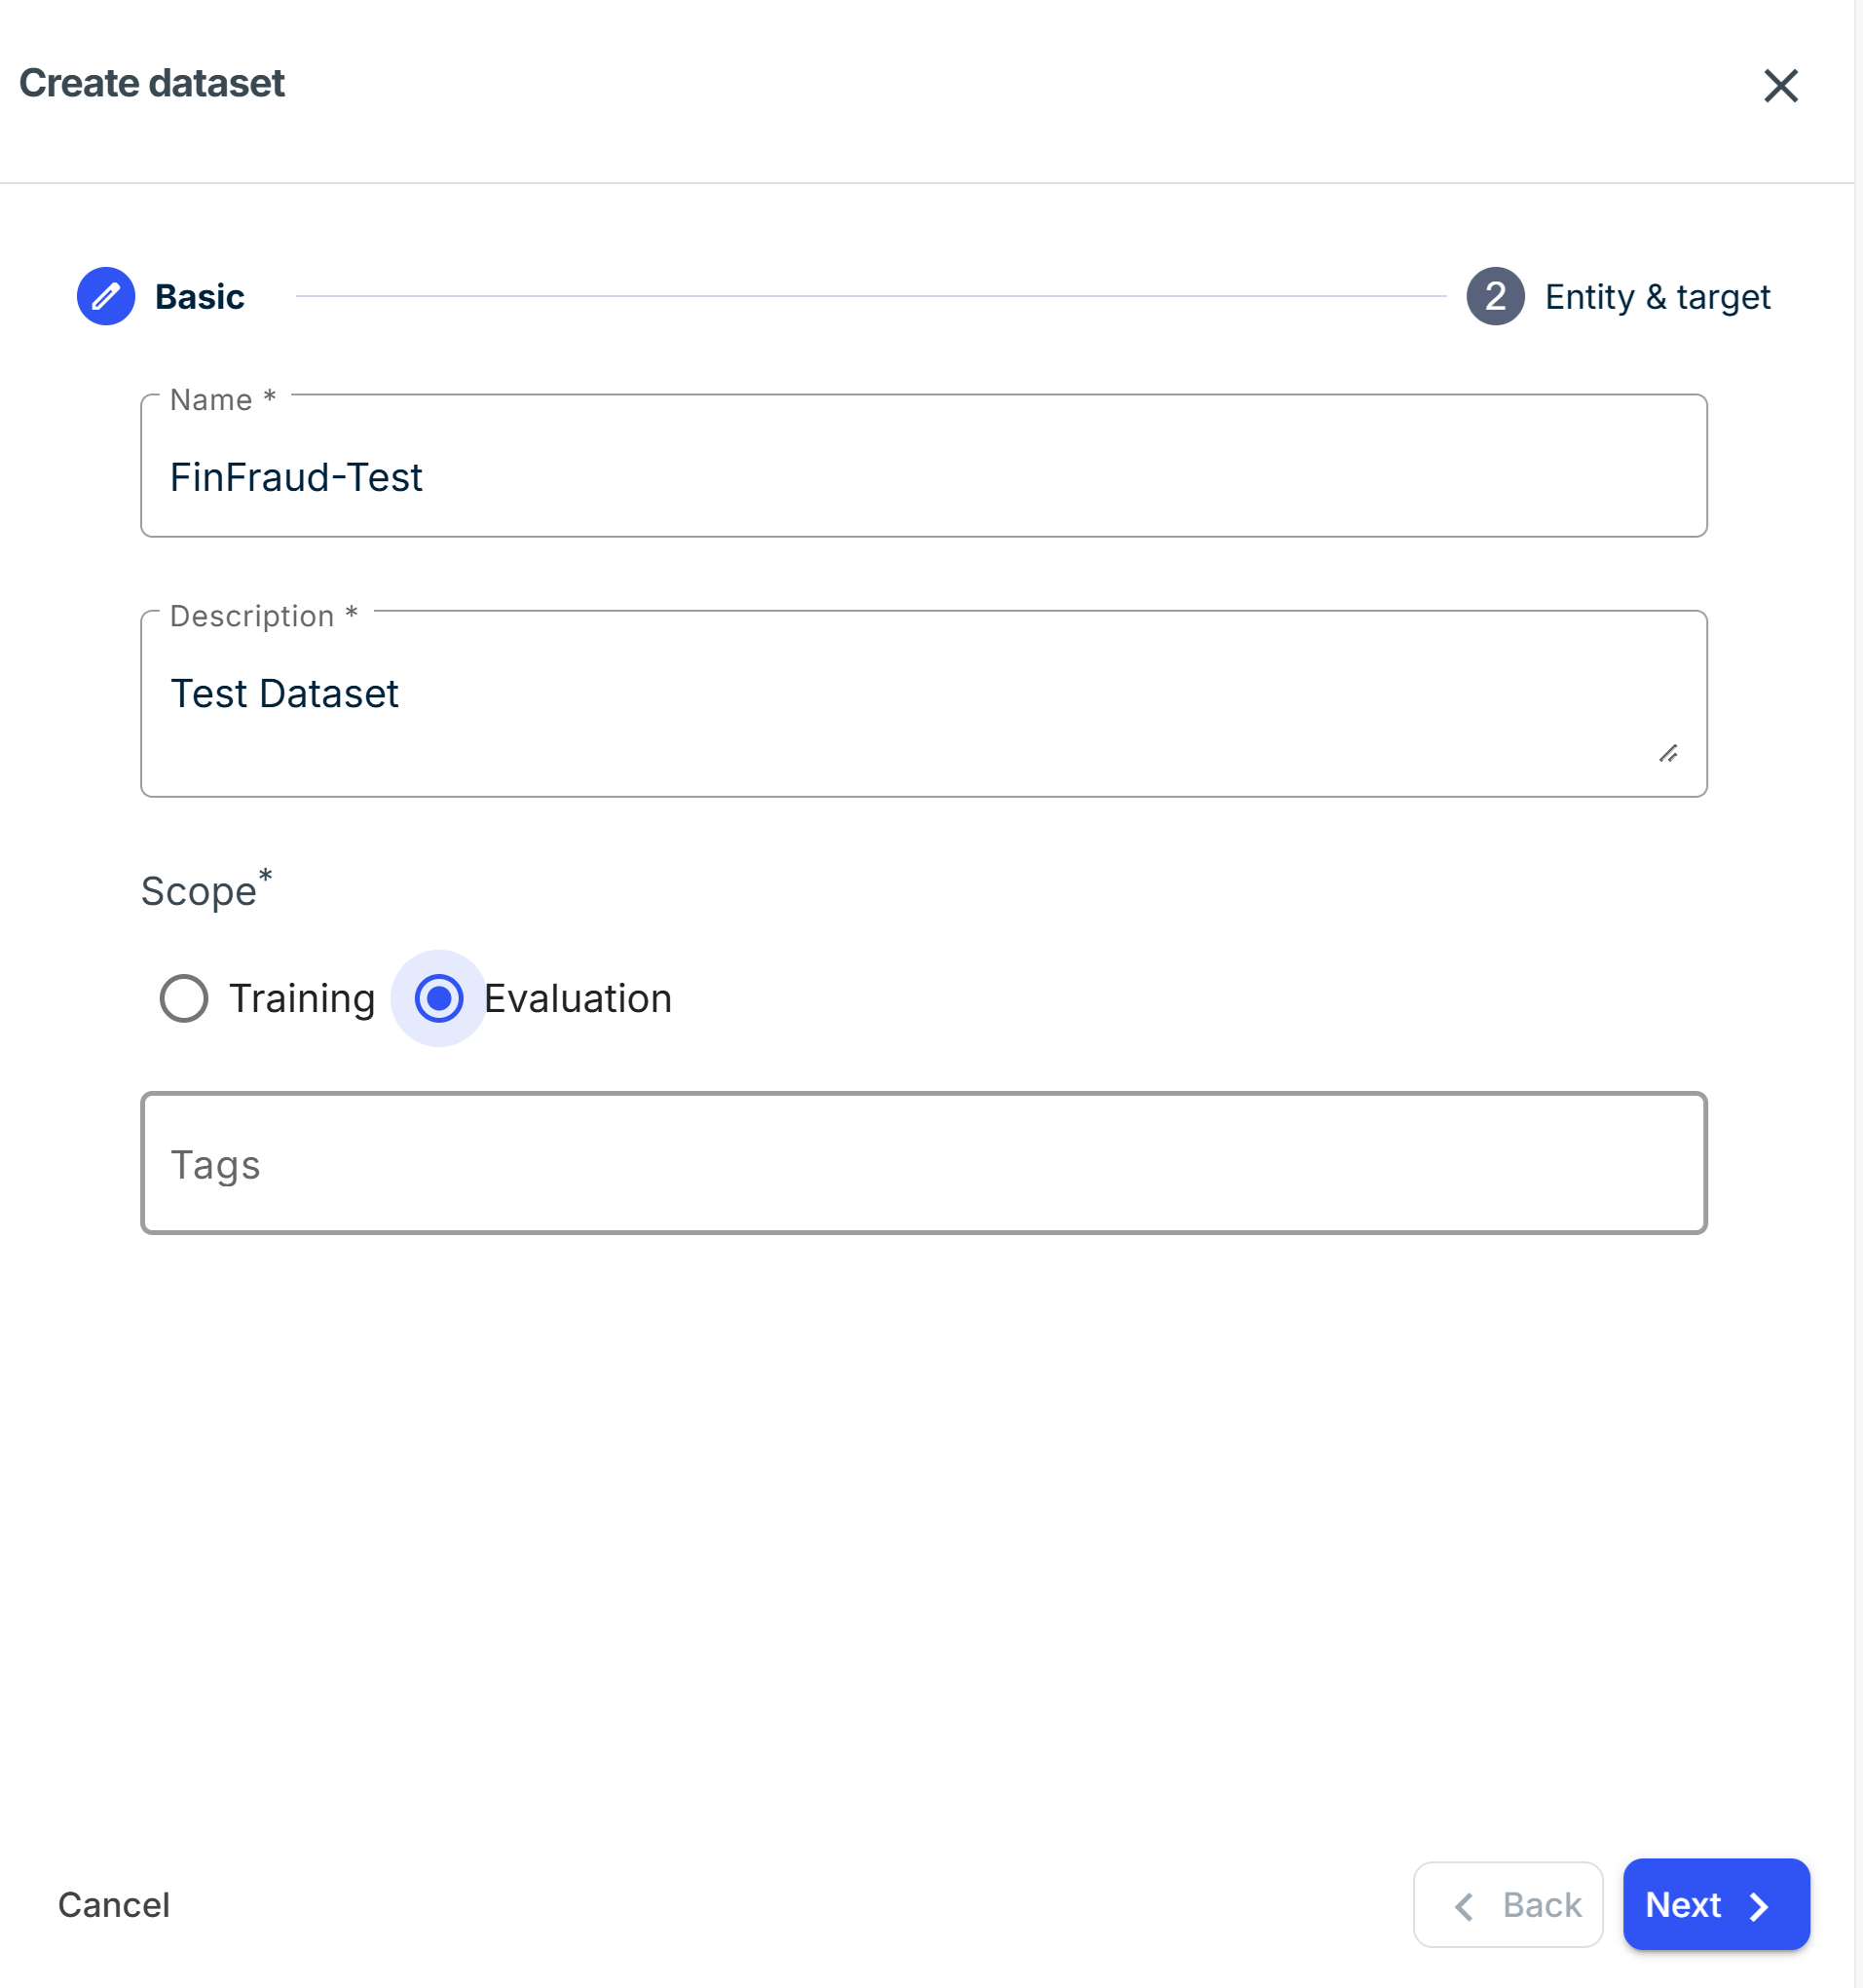 Create dataset
Basic
2 Entity & target
Name *
FinFraud-Test
Description *
Test Dataset
Scope*
Training Evaluation
Tags
Cancel
Back
Next